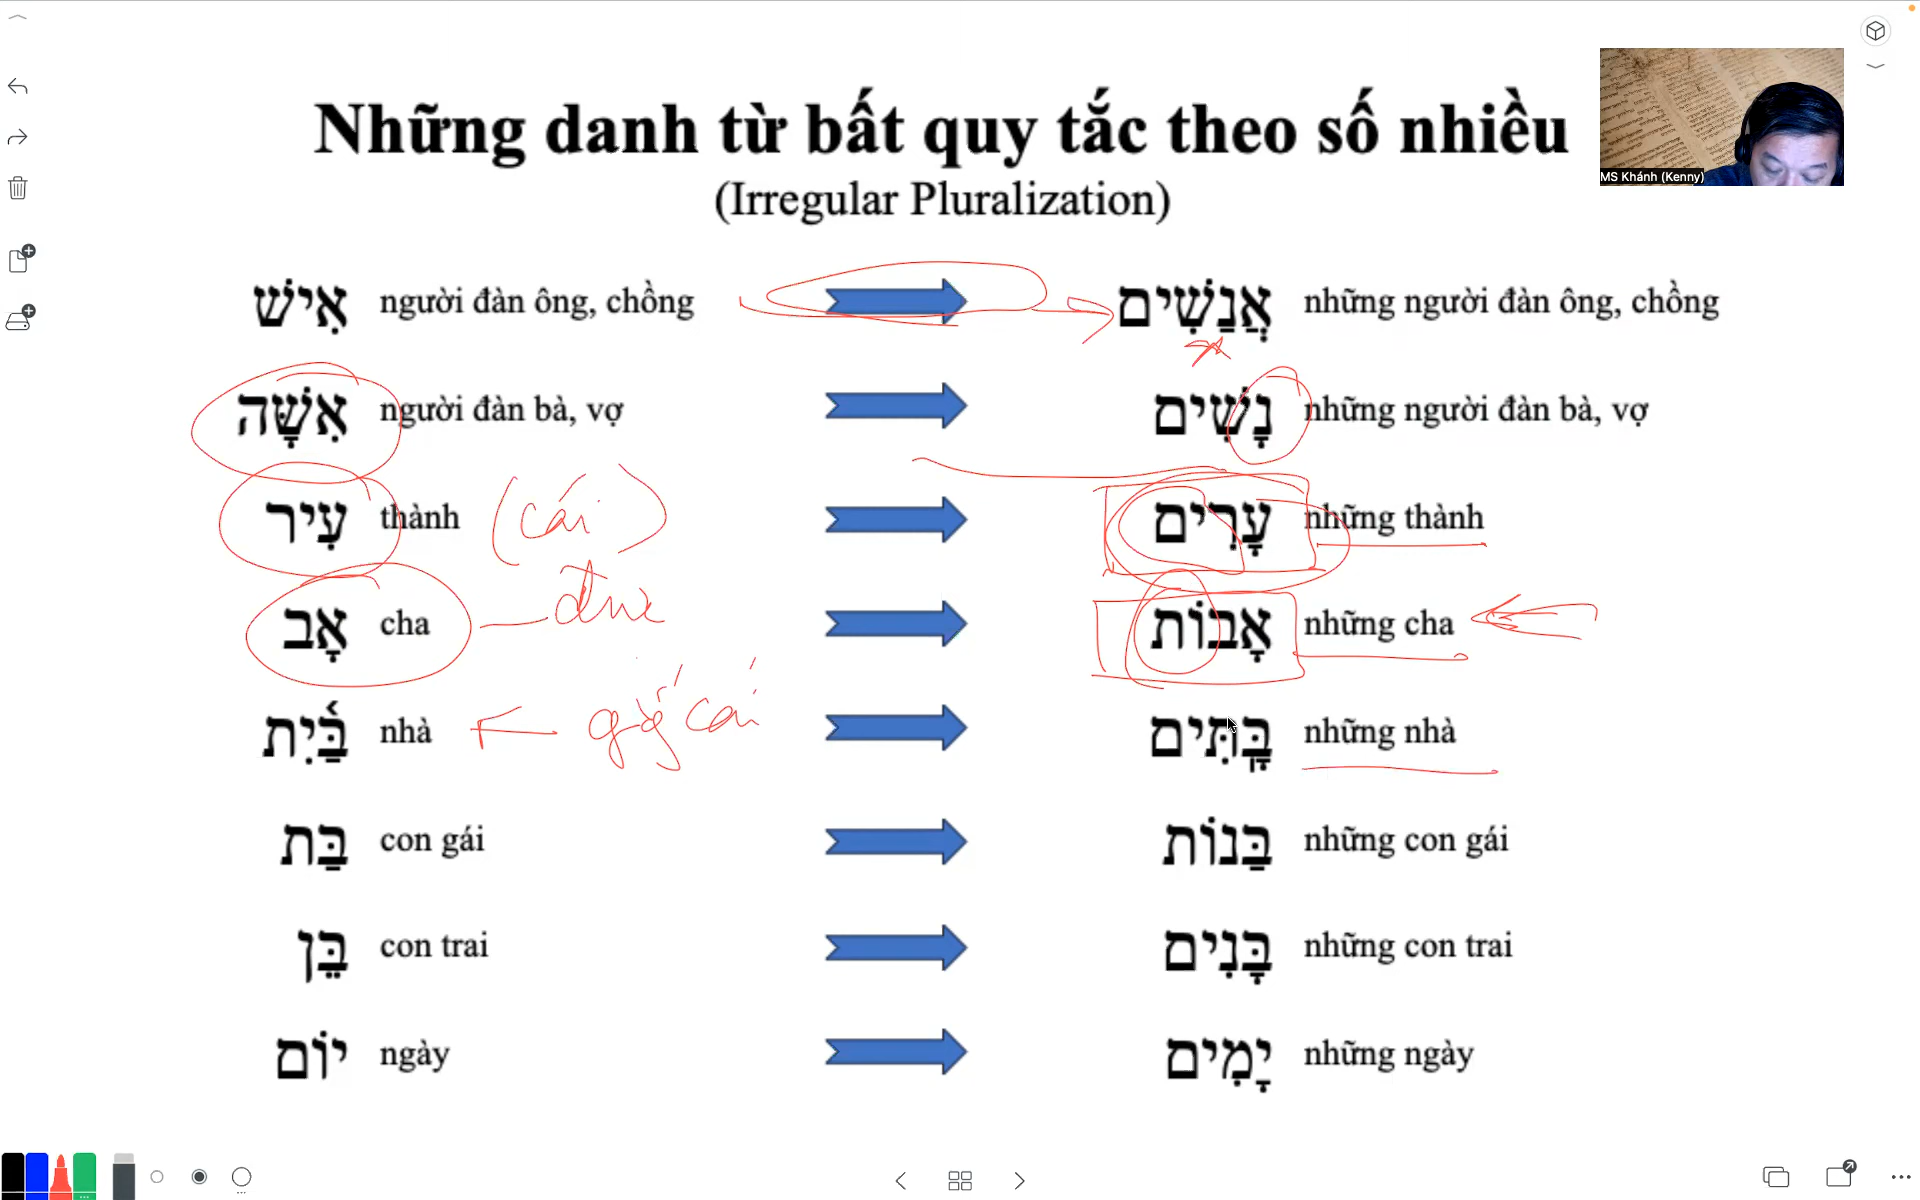 Những danh từ bất quy tắc theo số nhiều
(Irregular Pluralization)
MS Khánh (Kenny)
אִישׁ người đàn ông, chồng אֲנַשִׁים những người đàn ông, chồng
אִשָּׁה người đàn bà, vợ נָשִׁים những người đàn bà, vợ
עִיר thành (cái) עָרִים những thành
אָב cha đực אָבוֹת những cha
בַּ֫יִת nhà cái בָּתִּים những nhà
בַּת con gái בַּנוֹת những con gái
בֵּן con trai בָּנִים những con trai
יוֹם ngày יָמִים những ngày